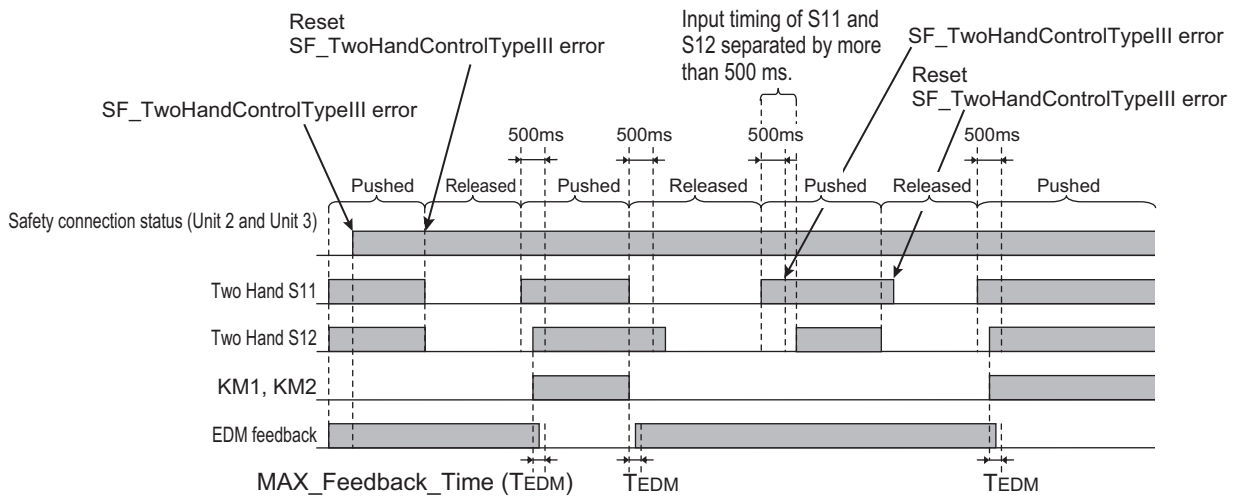 Reset
SF_TwoHandControlTypeIII error
SF_TwoHandControlTypeIII error
Input timing of S11 and
S12 separated by more
than 500 ms.
SF_TwoHandControlTypeIII error
Reset
SF_TwoHandControlTypeIII error
500ms
500ms
500ms
500ms
Pushed
Released
Pushed
Released
Pushed
Released
Pushed
Safety connection status (Unit 2 and Unit 3)
Two Hand S11
Two Hand S12
KM1, KM2
EDM feedback
MAX_Feedback_Time (TEDM)
TEDM
TEDM